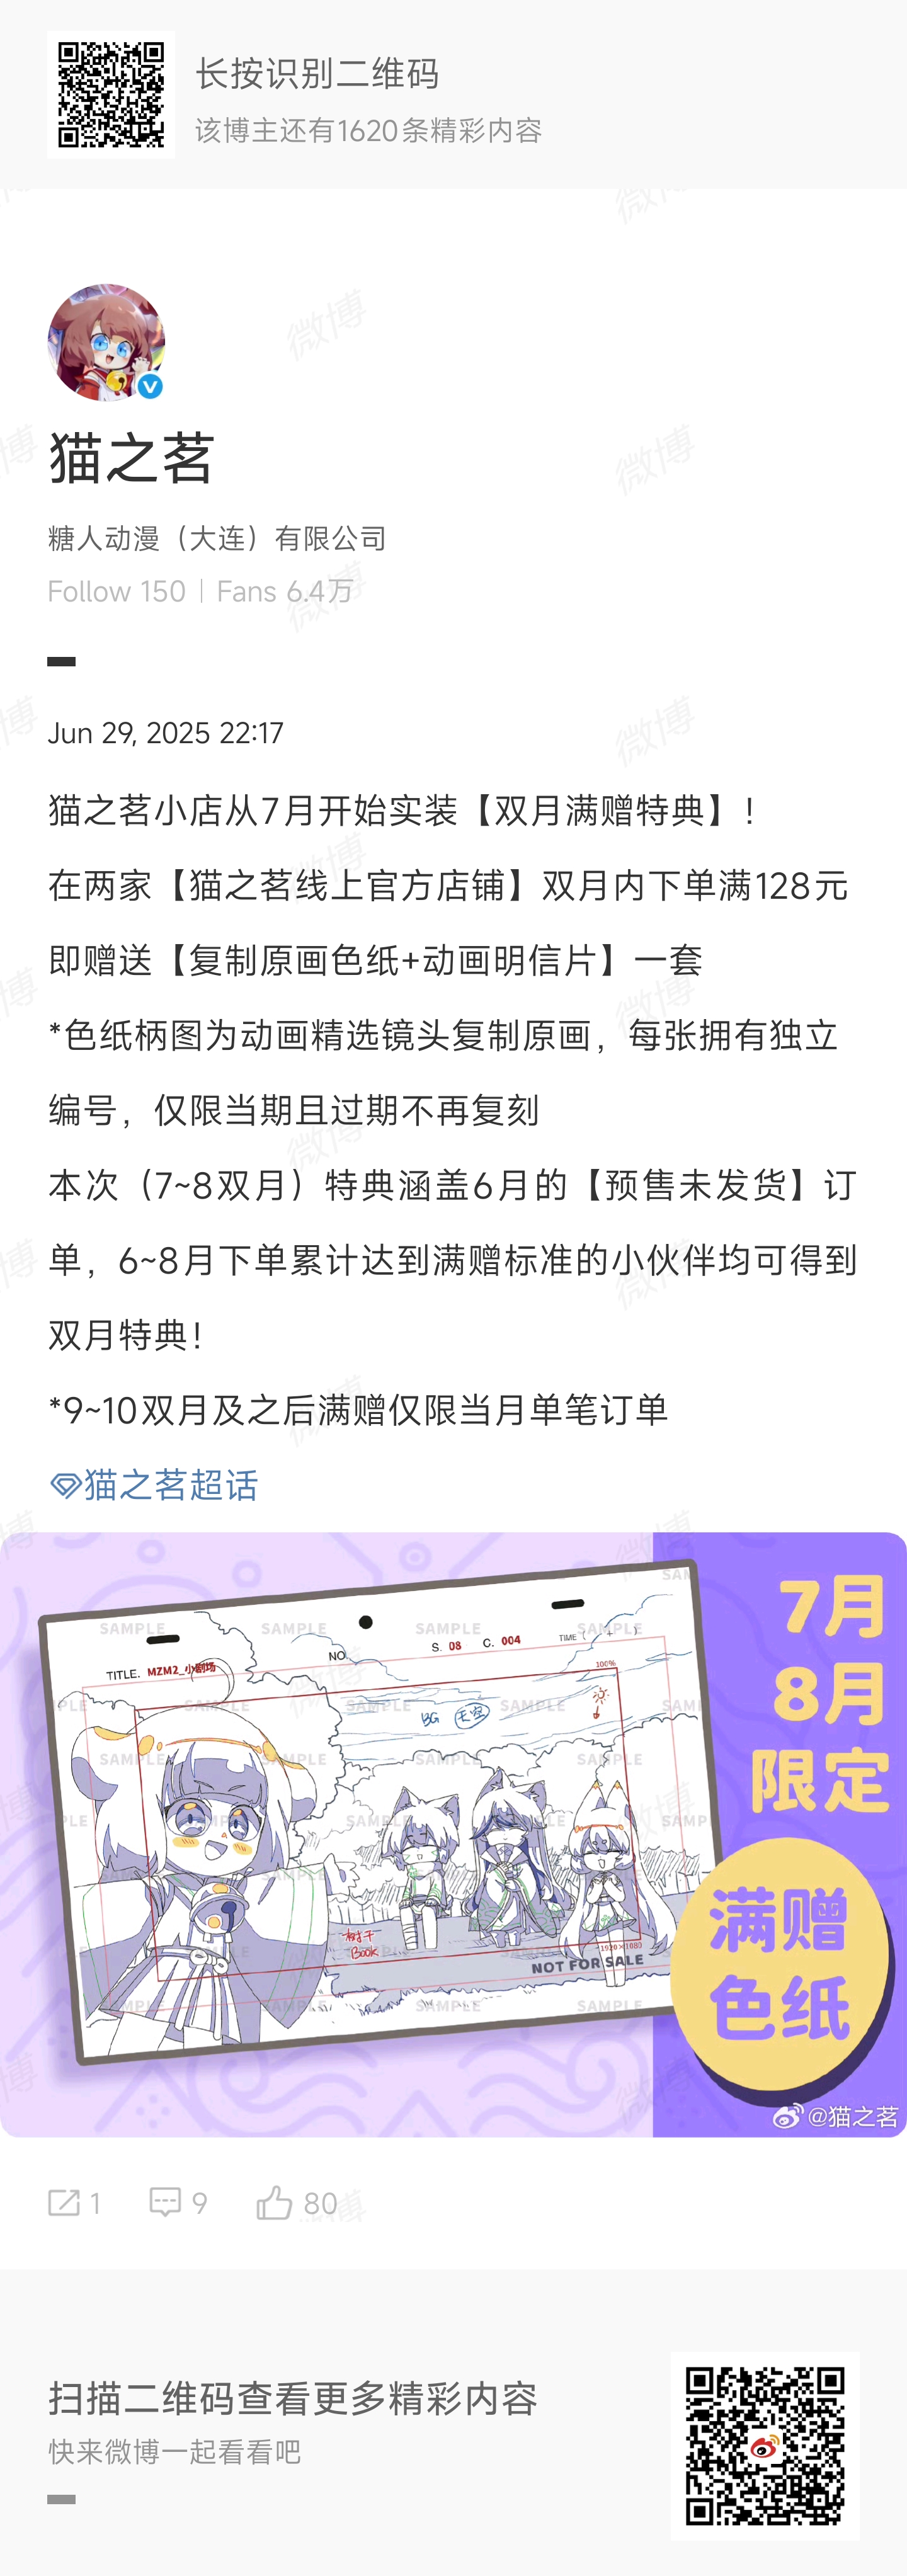 长按识别二维码
该博主还有1620条精彩内容
猫之茗
糖人动漫（大连）有限公司
Follow 150 | Fans 6.4万
Jun 29, 2025 22:17
猫之茗小店从7月开始实装【双月满赠特典】！
在两家【猫之茗线上官方店铺】双月内下单满128元
即赠送【复制原画色纸+动画明信片】一套
*色纸柄图为动画精选镜头复制原画，每张拥有独立
编号，仅限当期且过期不再复刻
本次（7~8双月）特典涵盖6月的【预售未发货】订
单，6~8月下单累计达到满赠标准的小伙伴均可得到
双月特典！
*9~10双月及之后满赠仅限当月单笔订单
猫之茗超话
7月
8月
限定
满赠
色纸
TITLE. MZM2_小剧场
NO.
S. 08
C. 004
TIME ( + )
100%
BG 天空
树干
Book
1920×1080
NOT FOR SALE
SAMPLE
@猫之茗
1
9
80
扫描二维码查看更多精彩内容
快来微博一起看看吧
微博